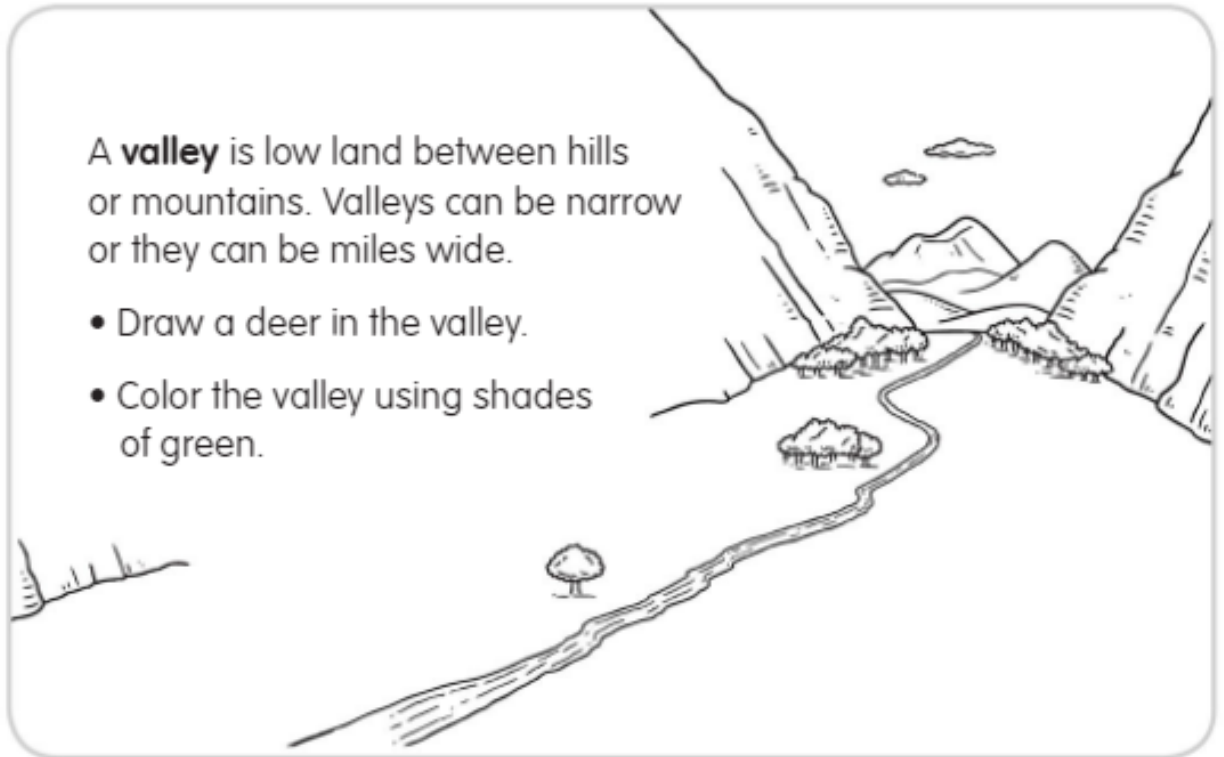 A valley is low land between hills
or mountains. Valleys can be narrow
or they can be miles wide.
• Draw a deer in the valley.
• Color the valley using shades
of green.